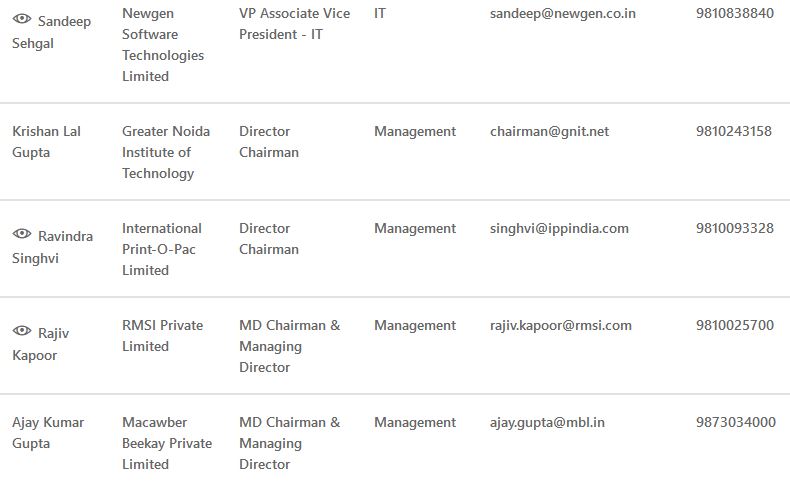 Sandeep Sehgal Newgen Software Technologies Limited VP Associate Vice President - IT IT sandeep@newgen.co.in 9810838840
Krishan Lal Gupta Greater Noida Institute of Technology Director Chairman Management chairman@gnit.net 9810243158
Ravindra Singhvi International Print-O-Pac Limited Director Chairman Management singhvi@ippindia.com 9810093328
Rajiv Kapoor RMSI Private Limited MD Chairman & Managing Director Management rajiv.kapoor@rmsi.com 9810025700
Ajay Kumar Gupta Macawber Beekay Private Limited MD Chairman & Managing Director Management ajay.gupta@mbl.in 9873034000